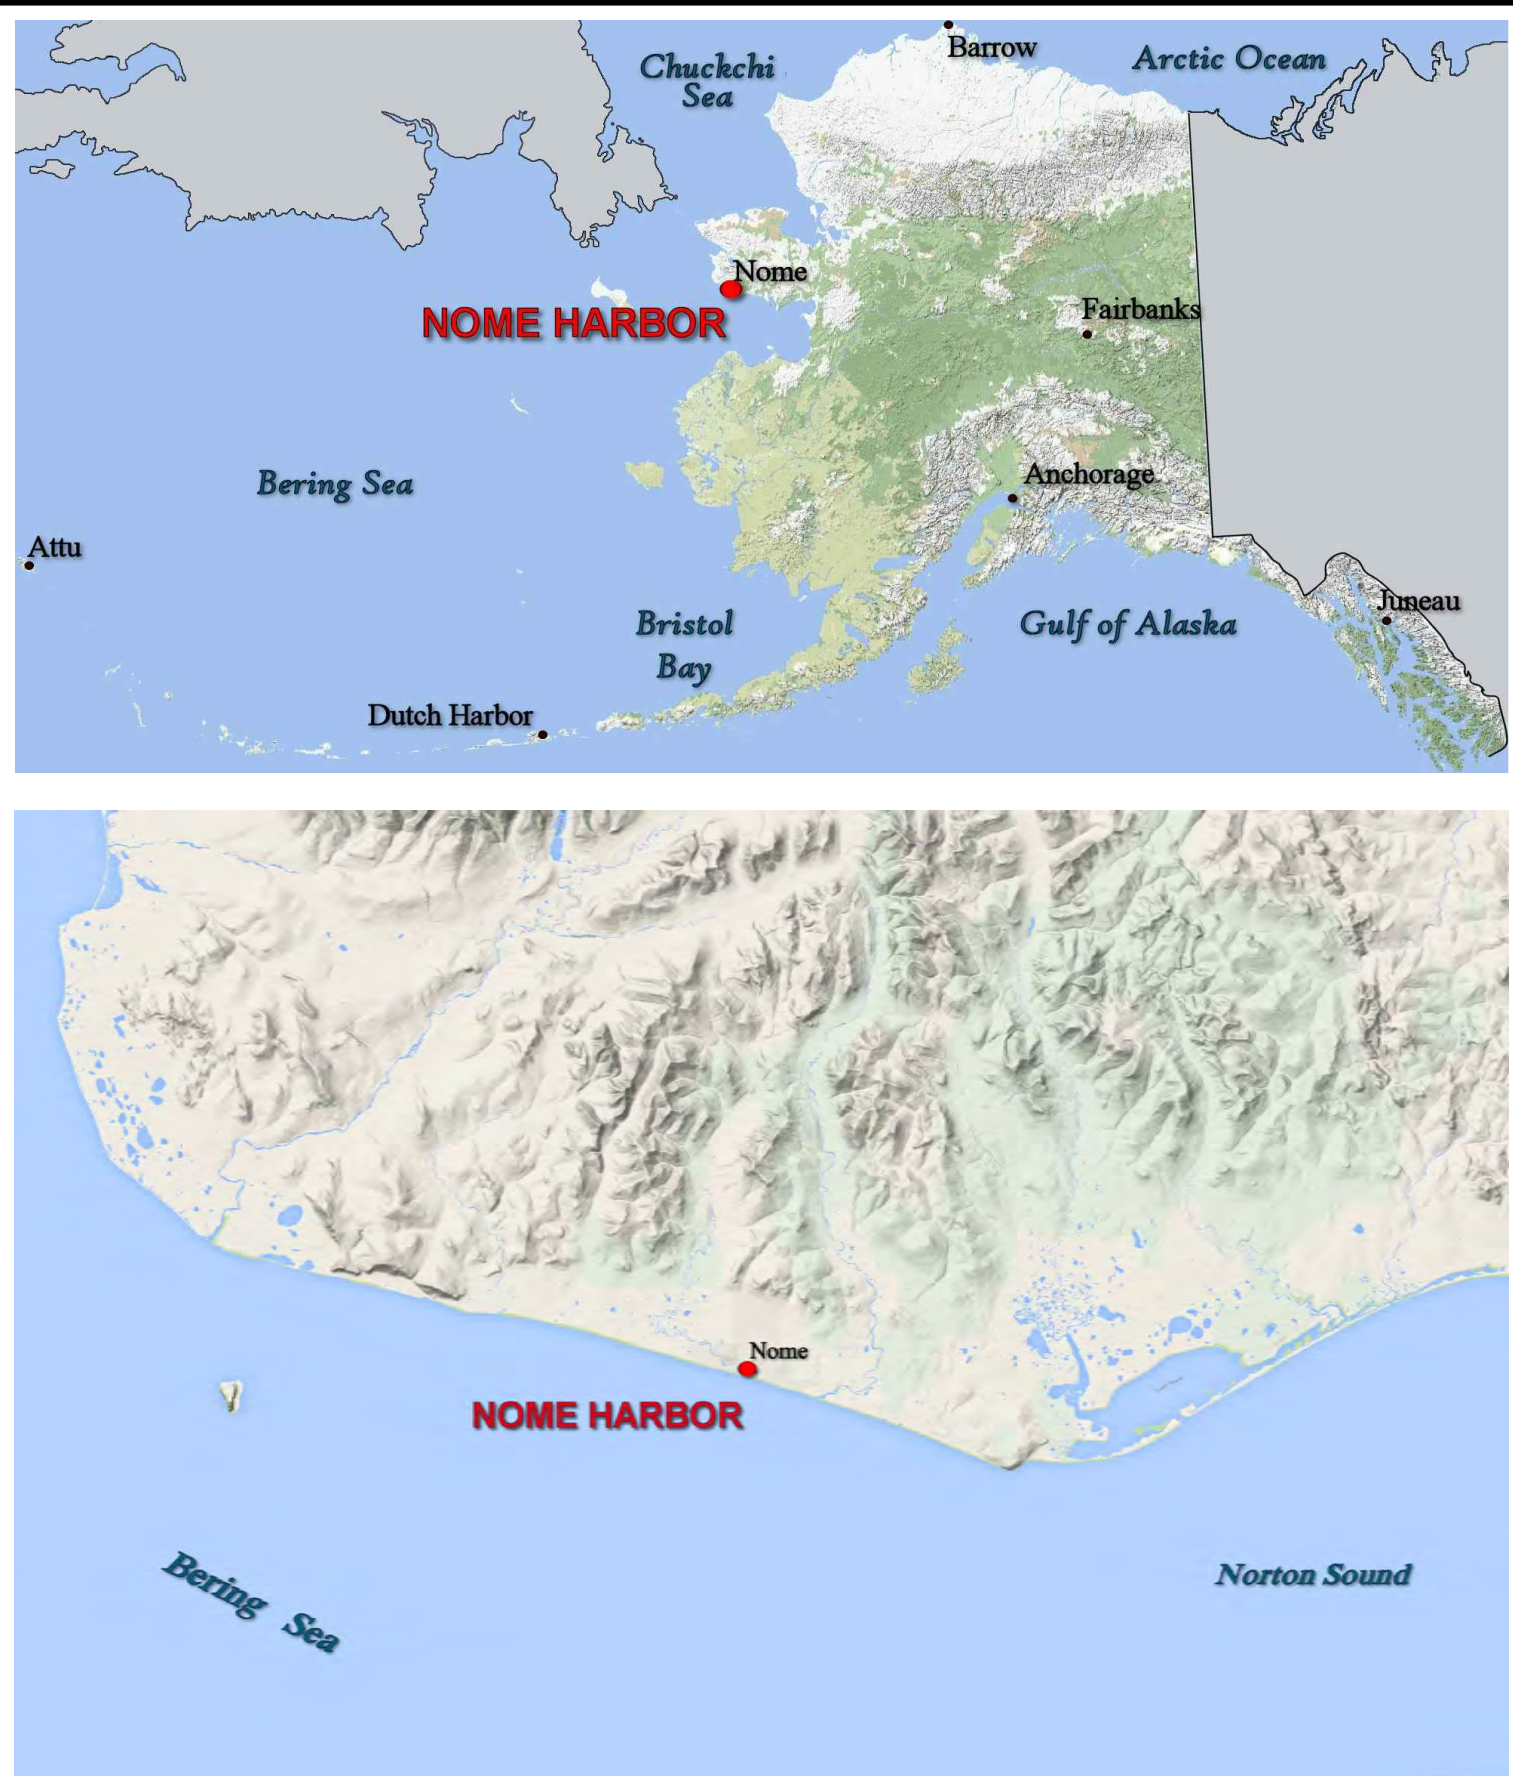 Barrow
Arctic Ocean
Chuckchi
Sea
Nome
NOME HARBOR
Fairbanks
Anchorage
Bering Sea
Attu
Juneau
Bristol
Bay
Gulf of Alaska
Dutch Harbor
Nome
NOME HARBOR
Bering Sea
Norton Sound